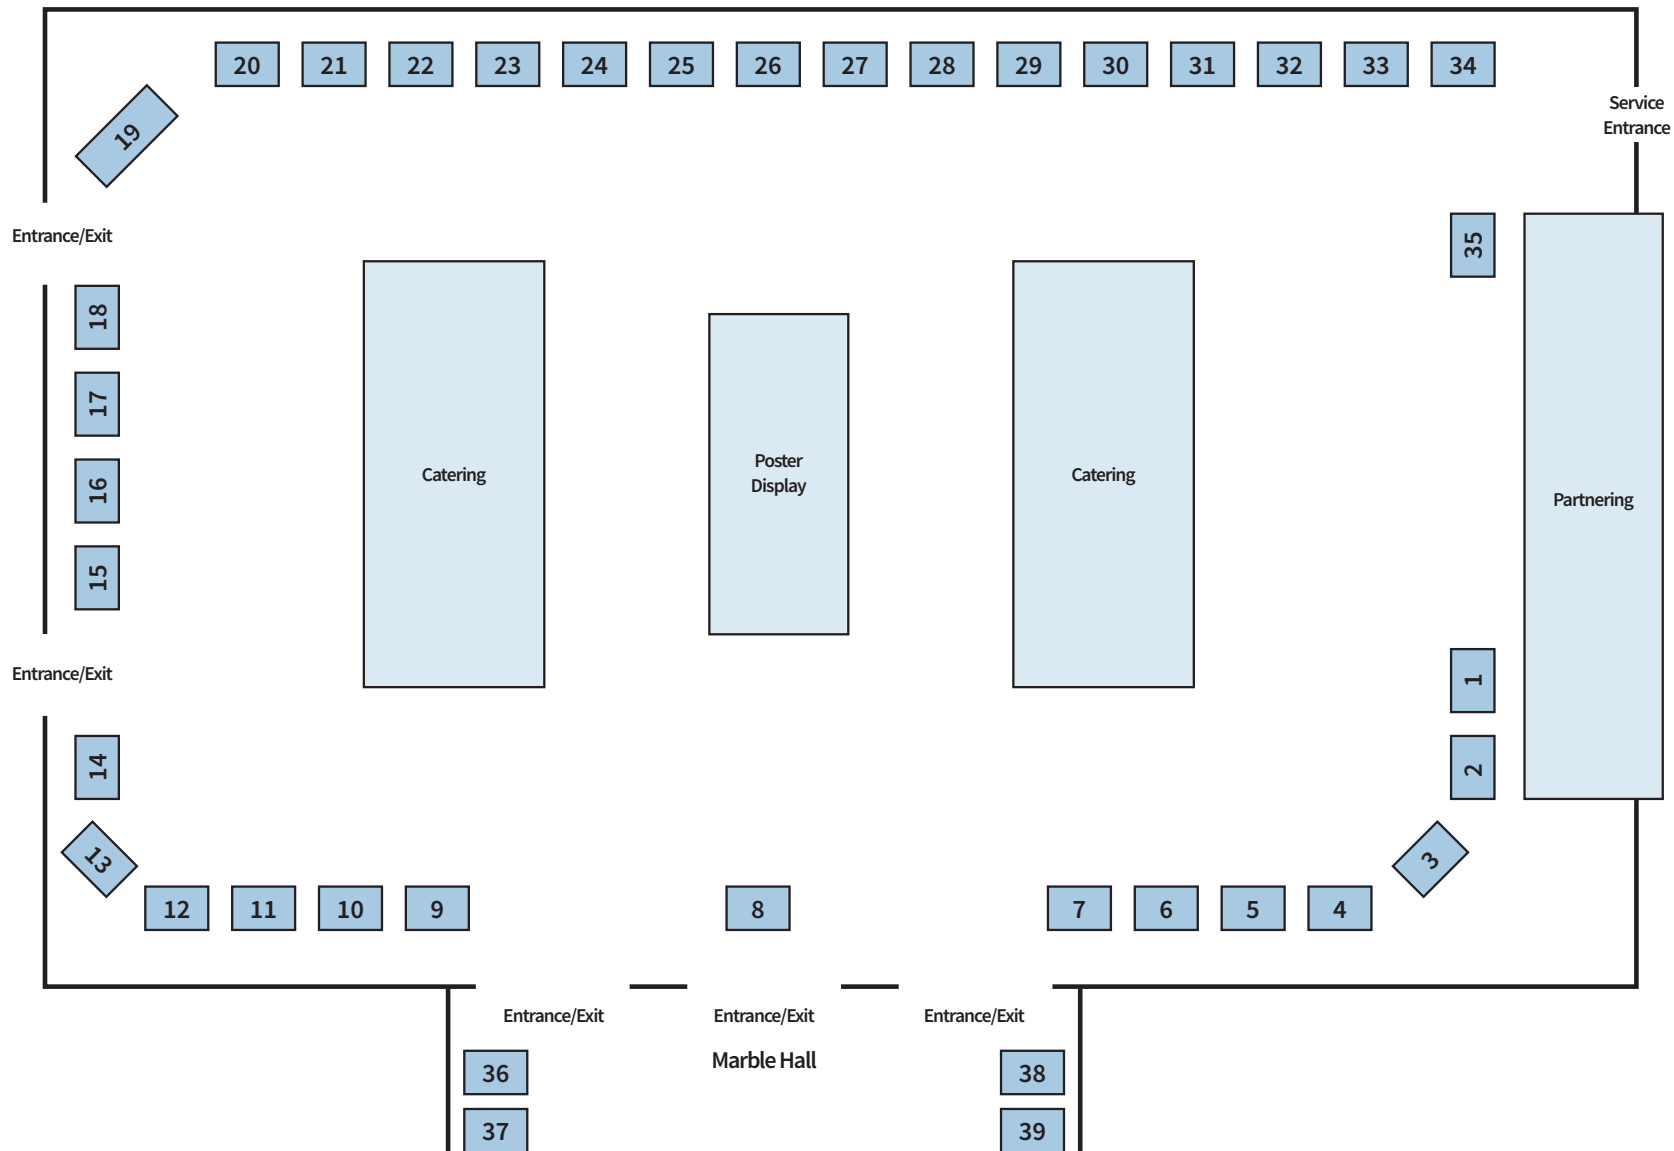 20 21 22 23 24 25 26 27 28 29 30 31 32 33 34
Service
Entrance
19
Entrance/Exit
35
18
17
16
15
Catering
Poster
Display
Catering
Partnering
Entrance/Exit
1
2
14
13
3
12 11 10 9 8 7 6 5 4
Entrance/Exit Entrance/Exit Entrance/Exit
Marble Hall
36 38
37 39